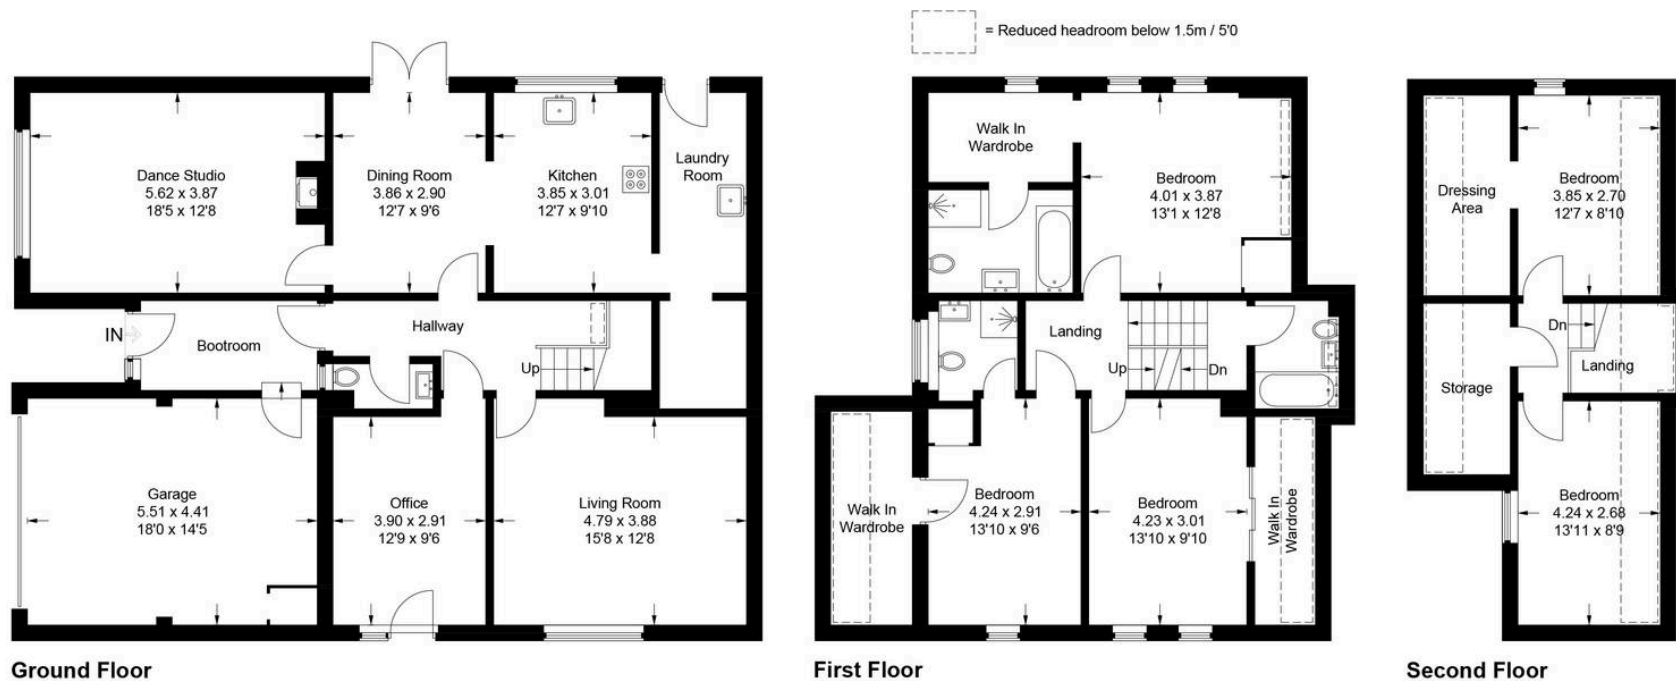 = Reduced headroom below 1.5m / 5'0
Dance Studio
5.62 x 3.87
18'5 x 12'8
Dining Room
3.86 x 2.90
12'7 x 9'6
Kitchen
3.85 x 3.01
12'7 x 9'10
Laundry
Room
IN
Bootroom
Hallway
Up
Garage
5.51 x 4.41
18'0 x 14'5
Office
3.90 x 2.91
12'9 x 9'6
Living Room
4.79 x 3.88
15'8 x 12'8
Ground Floor
Walk In
Wardrobe
Bedroom
4.01 x 3.87
13'1 x 12'8
Landing
Up
Dn
Walk In
Wardrobe
Bedroom
4.24 x 2.91
13'10 x 9'6
Bedroom
4.23 x 3.01
13'10 x 9'10
Walk In
Wardrobe
First Floor
Dressing
Area
Bedroom
3.85 x 2.70
12'7 x 8'10
Dn
Landing
Storage
Bedroom
4.24 x 2.68
13'11 x 8'9
Second Floor